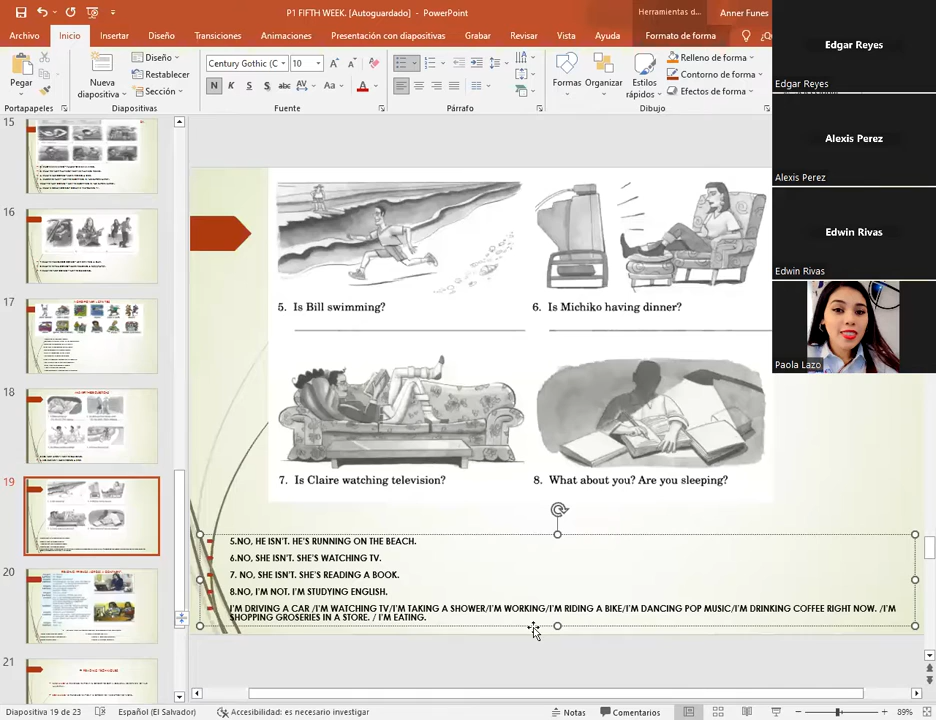 P1 FIFTH WEEK. [Autoguardado] - PowerPoint
Herramientas d...
Anner Funes
Archivo
Inicio
Insertar
Diseño
Transiciones
Animaciones
Presentación con diapositivas
Grabar
Revisar
Vista
Ayuda
Formato de forma
Pegar
Portapapeles
Nueva
diapositiva
Diseño
Restablecer
Sección
Diapositivas
Century Gothic (C
10
N
K
S
abc
AV
Aa
A
Fuente
Párrafo
Formas
Organizar
Estilos
rápidos
Relleno de forma
Contorno de forma
Efectos de forma
Dibujo
Edgar Reyes
Edgar Reyes
Alexis Perez
Alexis Perez
Edwin Rivas
Edwin Rivas
Paola Lazo
15
16
17
18
19
20
21
5. Is Bill swimming?
6. Is Michiko having dinner?
7. Is Claire watching television?
8. What about you? Are you sleeping?
5.NO, HE ISN'T. HE'S RUNNING ON THE BEACH.
6.NO, SHE ISN'T. SHE'S WATCHING TV.
7. NO, SHE ISN'T. SHE'S READING A BOOK.
8.NO, I'M NOT. I'M STUDYING ENGLISH.
I'M DRIVING A CAR /I'M WATCHING TV/I'M TAKING A SHOWER/I'M WORKING/I'M RIDING A BIKE/I'M DANCING POP MUSIC/I'M DRINKING COFFEE RIGHT NOW. /I'M
SHOPPING GROSERIES IN A STORE. / I'M EATING.
Diapositiva 19 de 23
Español (El Salvador)
Accesibilidad: es necesario investigar
Notas
Comentarios
89%